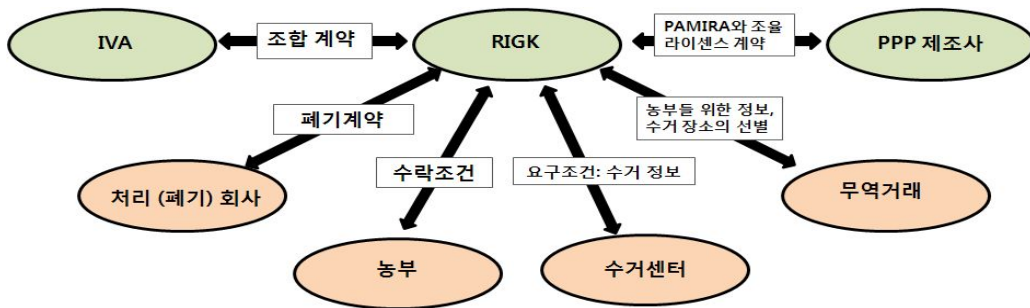 IVA
조합 계약
RIGK
PAMIRA와 조율
라이센스 계약
PPP 제조사
폐기계약
농부들 위한 정보,
수거 장소의 선별
수락조건
요구조건: 수거 정보
처리 (폐기) 회사
무역거래
농부
수거센터